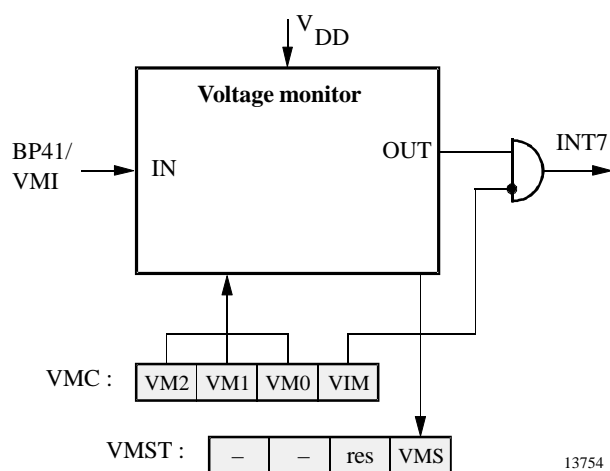 V
DD
Voltage monitor
BP41/
VMI
IN
OUT
INT7
VMC : VM2 VM1 VM0 VIM
VMST : – – res VMS
13754